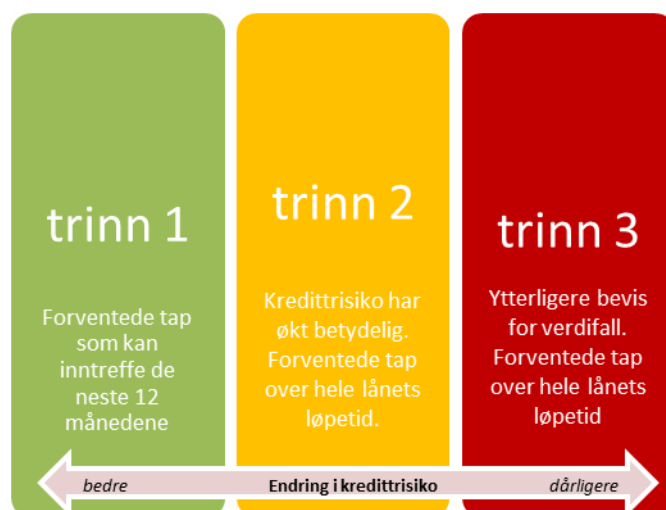 trinn 1
Forventede tap
som kan
inntreffe de
neste 12
månedene
trinn 2
Kredittrisiko har
økt betydelig.
Forventede tap
over hele lånets
løpetid.
trinn 3
Ytterligere bevis
for verdifall.
Forventede tap
over hele lånets
løpetid
bedre Endring i kredittrisiko dårligere